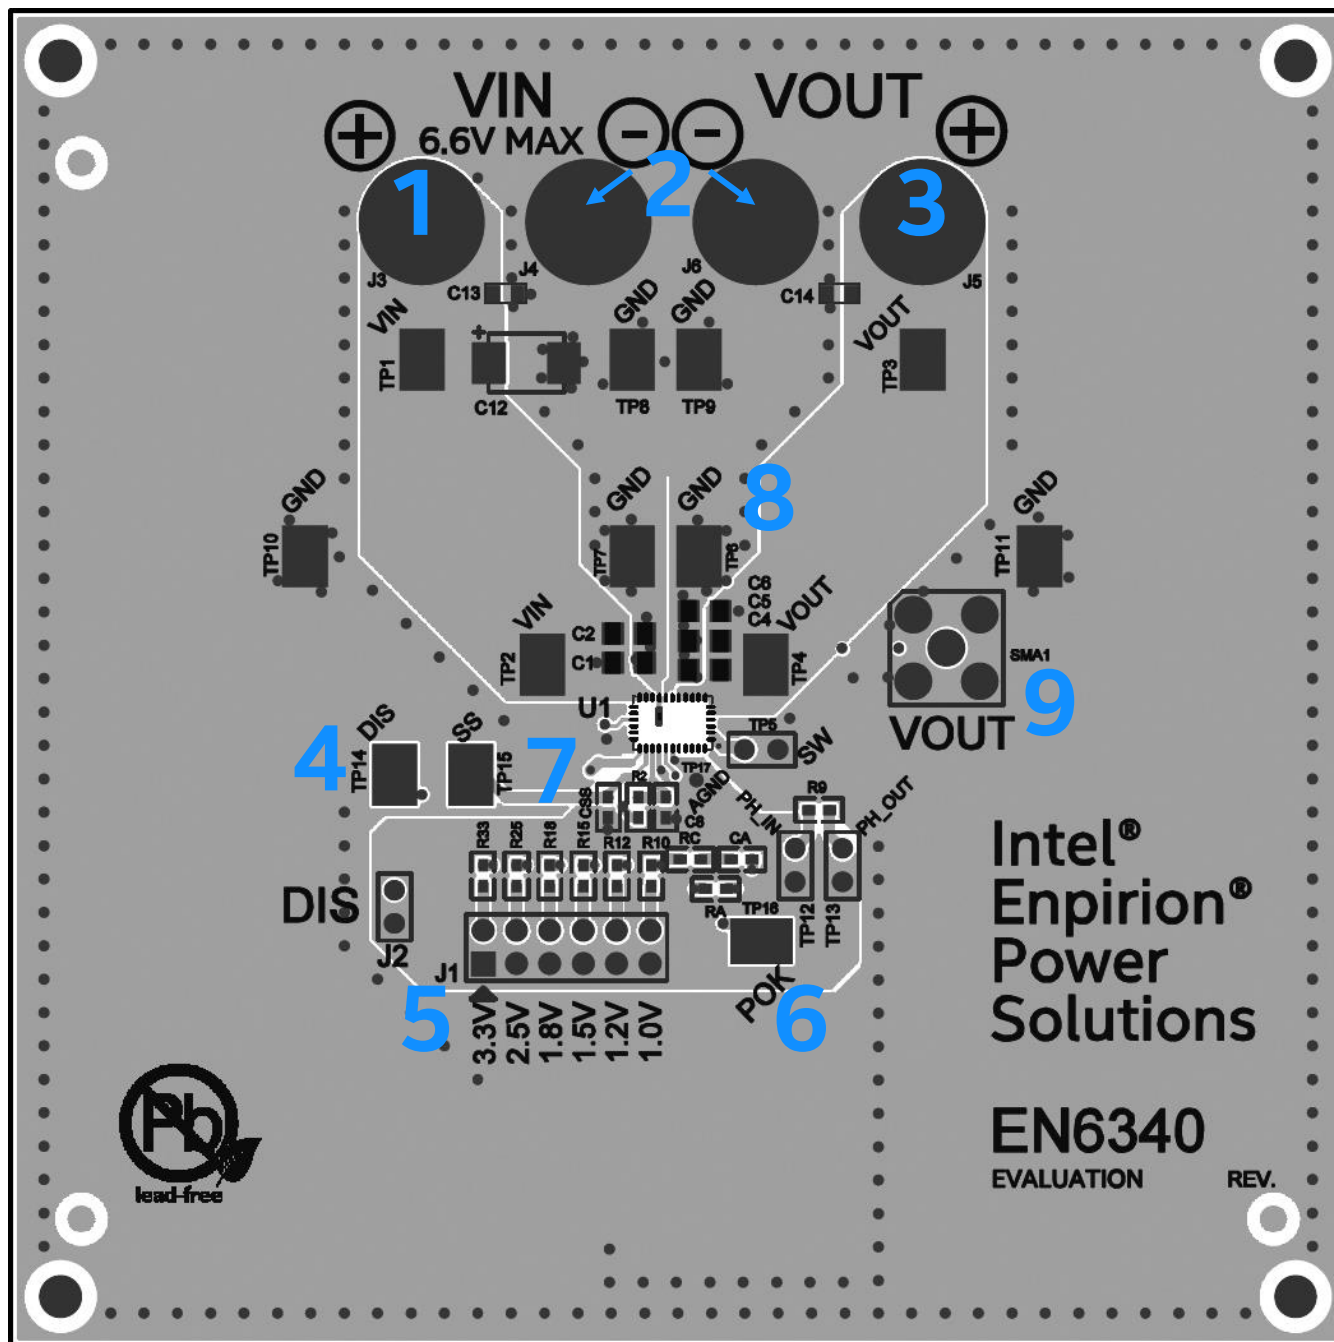 VIN
VOUT
+
6.6V MAX
-
-
+
1
2
3
J3
J4
J6
J5
C13
C14
VIN
GND
GND
VOUT
+
TP1
TP3
C12
TP8
TP9
GND
GND
GND
8
GND
TP10
TP7
TP6
TP11
VIN
C2
C1
C6
C5
C4
VOUT
TP2
TP4
SMA1
9
VOUT
U1
4
DIS
SS
TP14
TP15
7
TP5
SW
TP17
AGND
CSS
C8
PH_IN
R9
PH_OUT
R33
R25
R18
R15
R12
R10
RC
CA
RA
TP16
TP12
TP13
DIS
J2
J1
POK
5
6
3.3V
2.5V
1.8V
1.5V
1.2V
1.0V
Intel®
Enpirion®
Power
Solutions
EN6340
EVALUATION REV.
Pb
lead-free